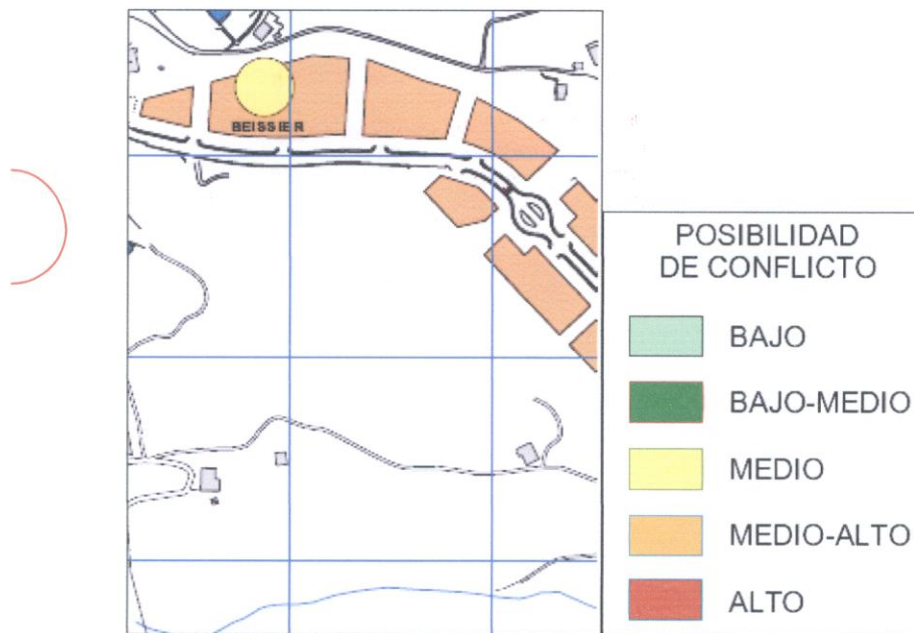 BEISSIER
POSIBILIDAD
DE CONFLICTO
BAJO
BAJO-MEDIO
MEDIO
MEDIO-ALTO
ALTO